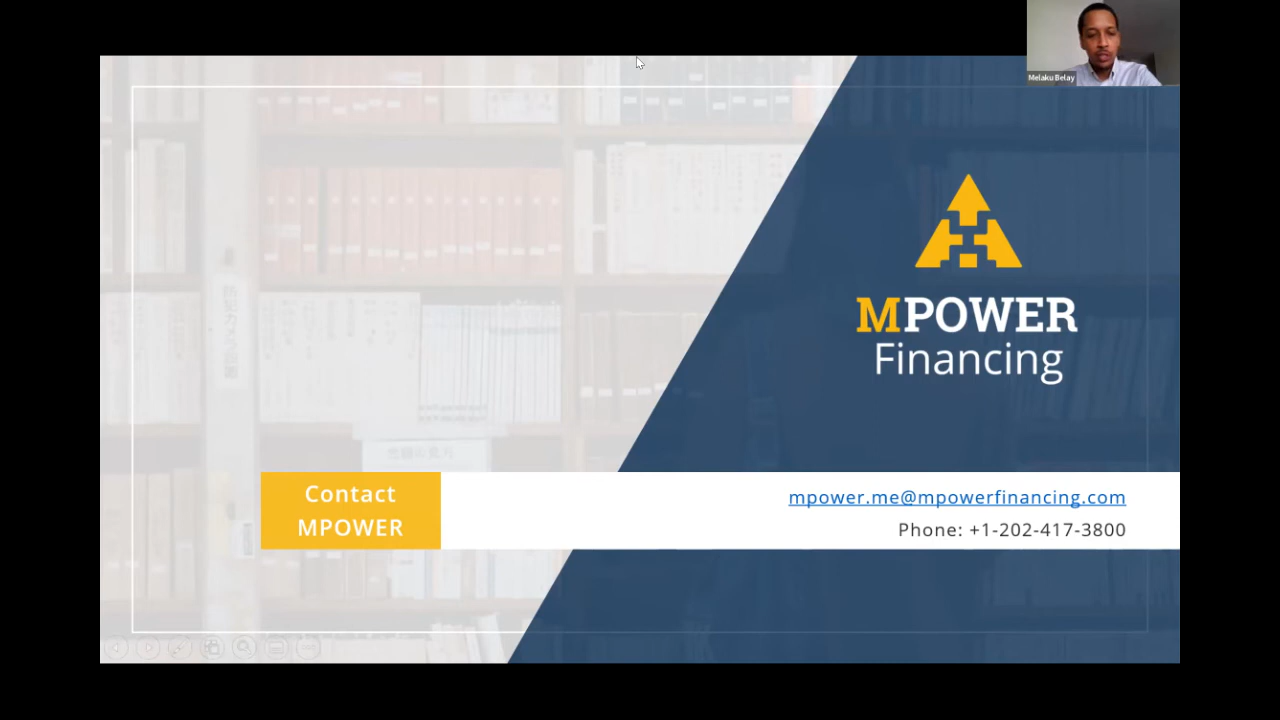 Melaku Belay
MPOWER
Financing
Contact
MPOWER
mpower.me@mpowerfinancing.com
Phone: +1-202-417-3800